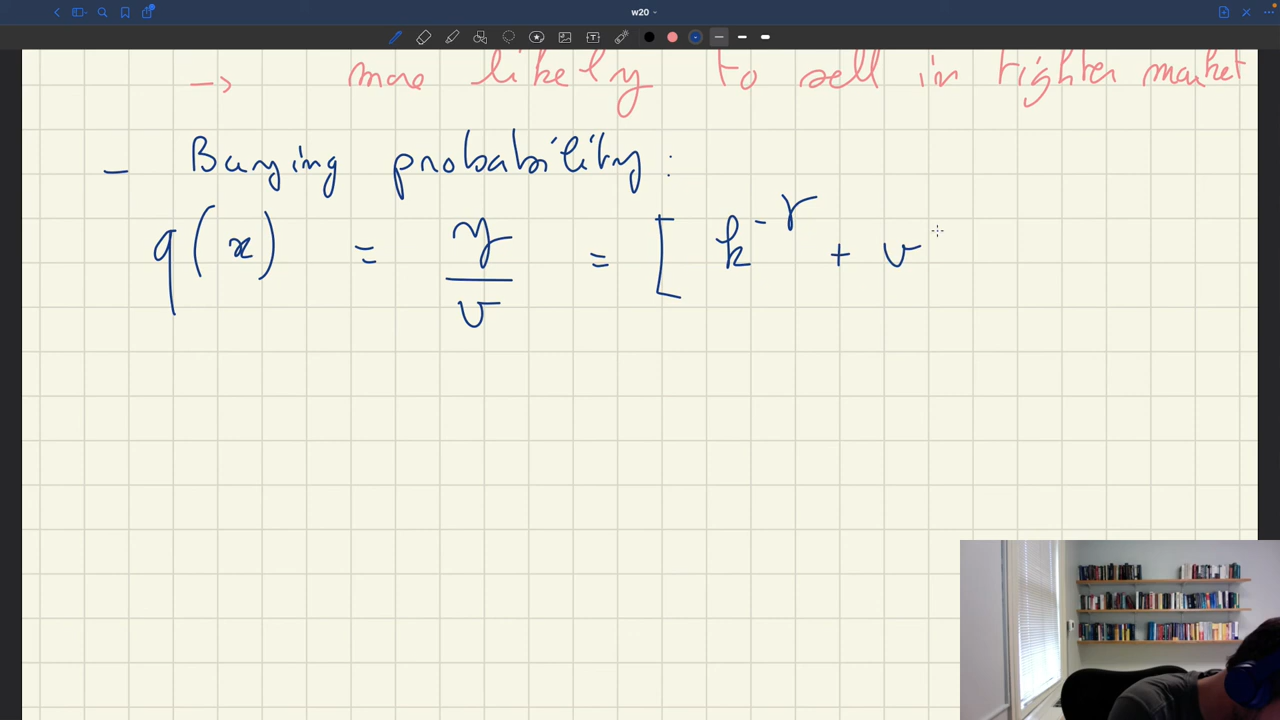 w20
→ more likely to sell in tighter market
- Buying probability:
q(x) = y/v = [ k^-γ + v